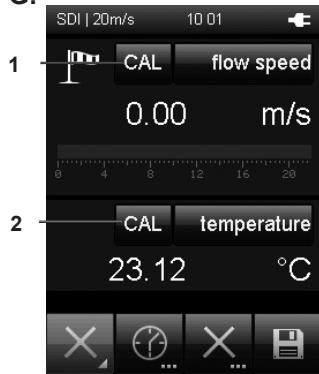 SDI | 20m/s 10 01
1 CAL flow speed
0.00 m/s
0 4 8 12 16 20
2 CAL temperature
23.12 °C